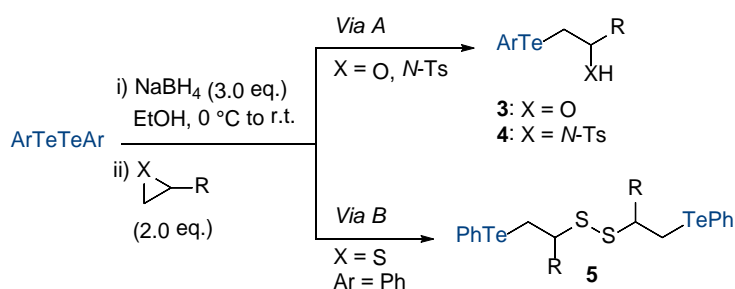 ArTeTeAr
i) NaBH4 (3.0 eq.)
EtOH, 0 °C to r.t.
ii)
X
R
(2.0 eq.)
Via A
X = O, N-Ts
ArTe
R
XH
3: X = O
4: X = N-Ts
Via B
X = S
Ar = Ph
R
PhTe
S
S
TePh
R
5